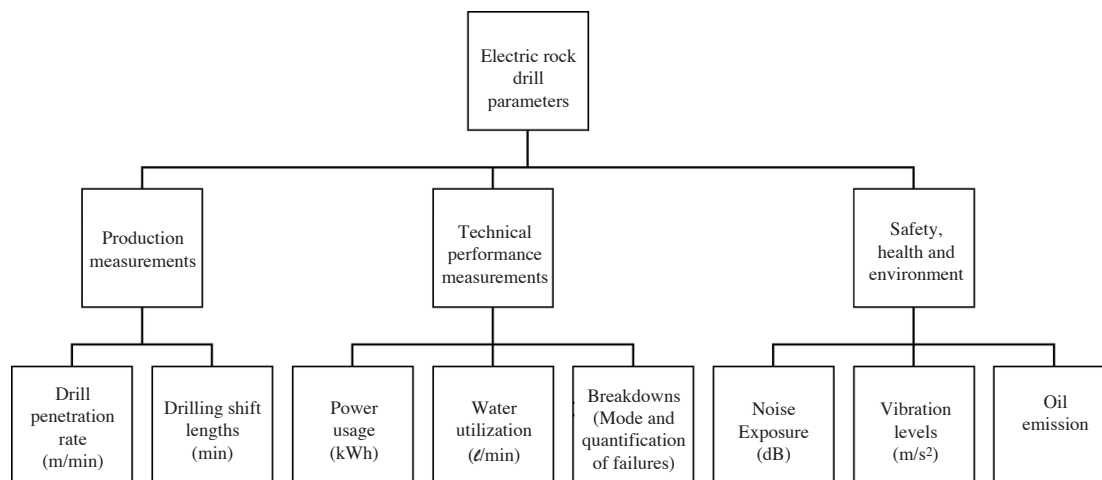 Electric rock
drill
parameters
Production
measurements
Technical
performance
measurements
Safety,
health and
environment
Drill
penetration
rate
(m/min)
Drilling shift
lengths
(min)
Power
usage
(kWh)
Water
utilization
(ℓ/min)
Breakdowns
(Mode and
quantification
of failures)
Noise
Exposure
(dB)
Vibration
levels
(m/s²)
Oil
emission